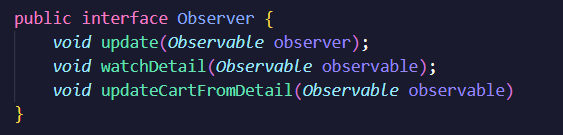 public interface Observer {
    void update(Observable observer);
    void watchDetail(Observable observable);
    void updateCartFromDetail(Observable observable)
}